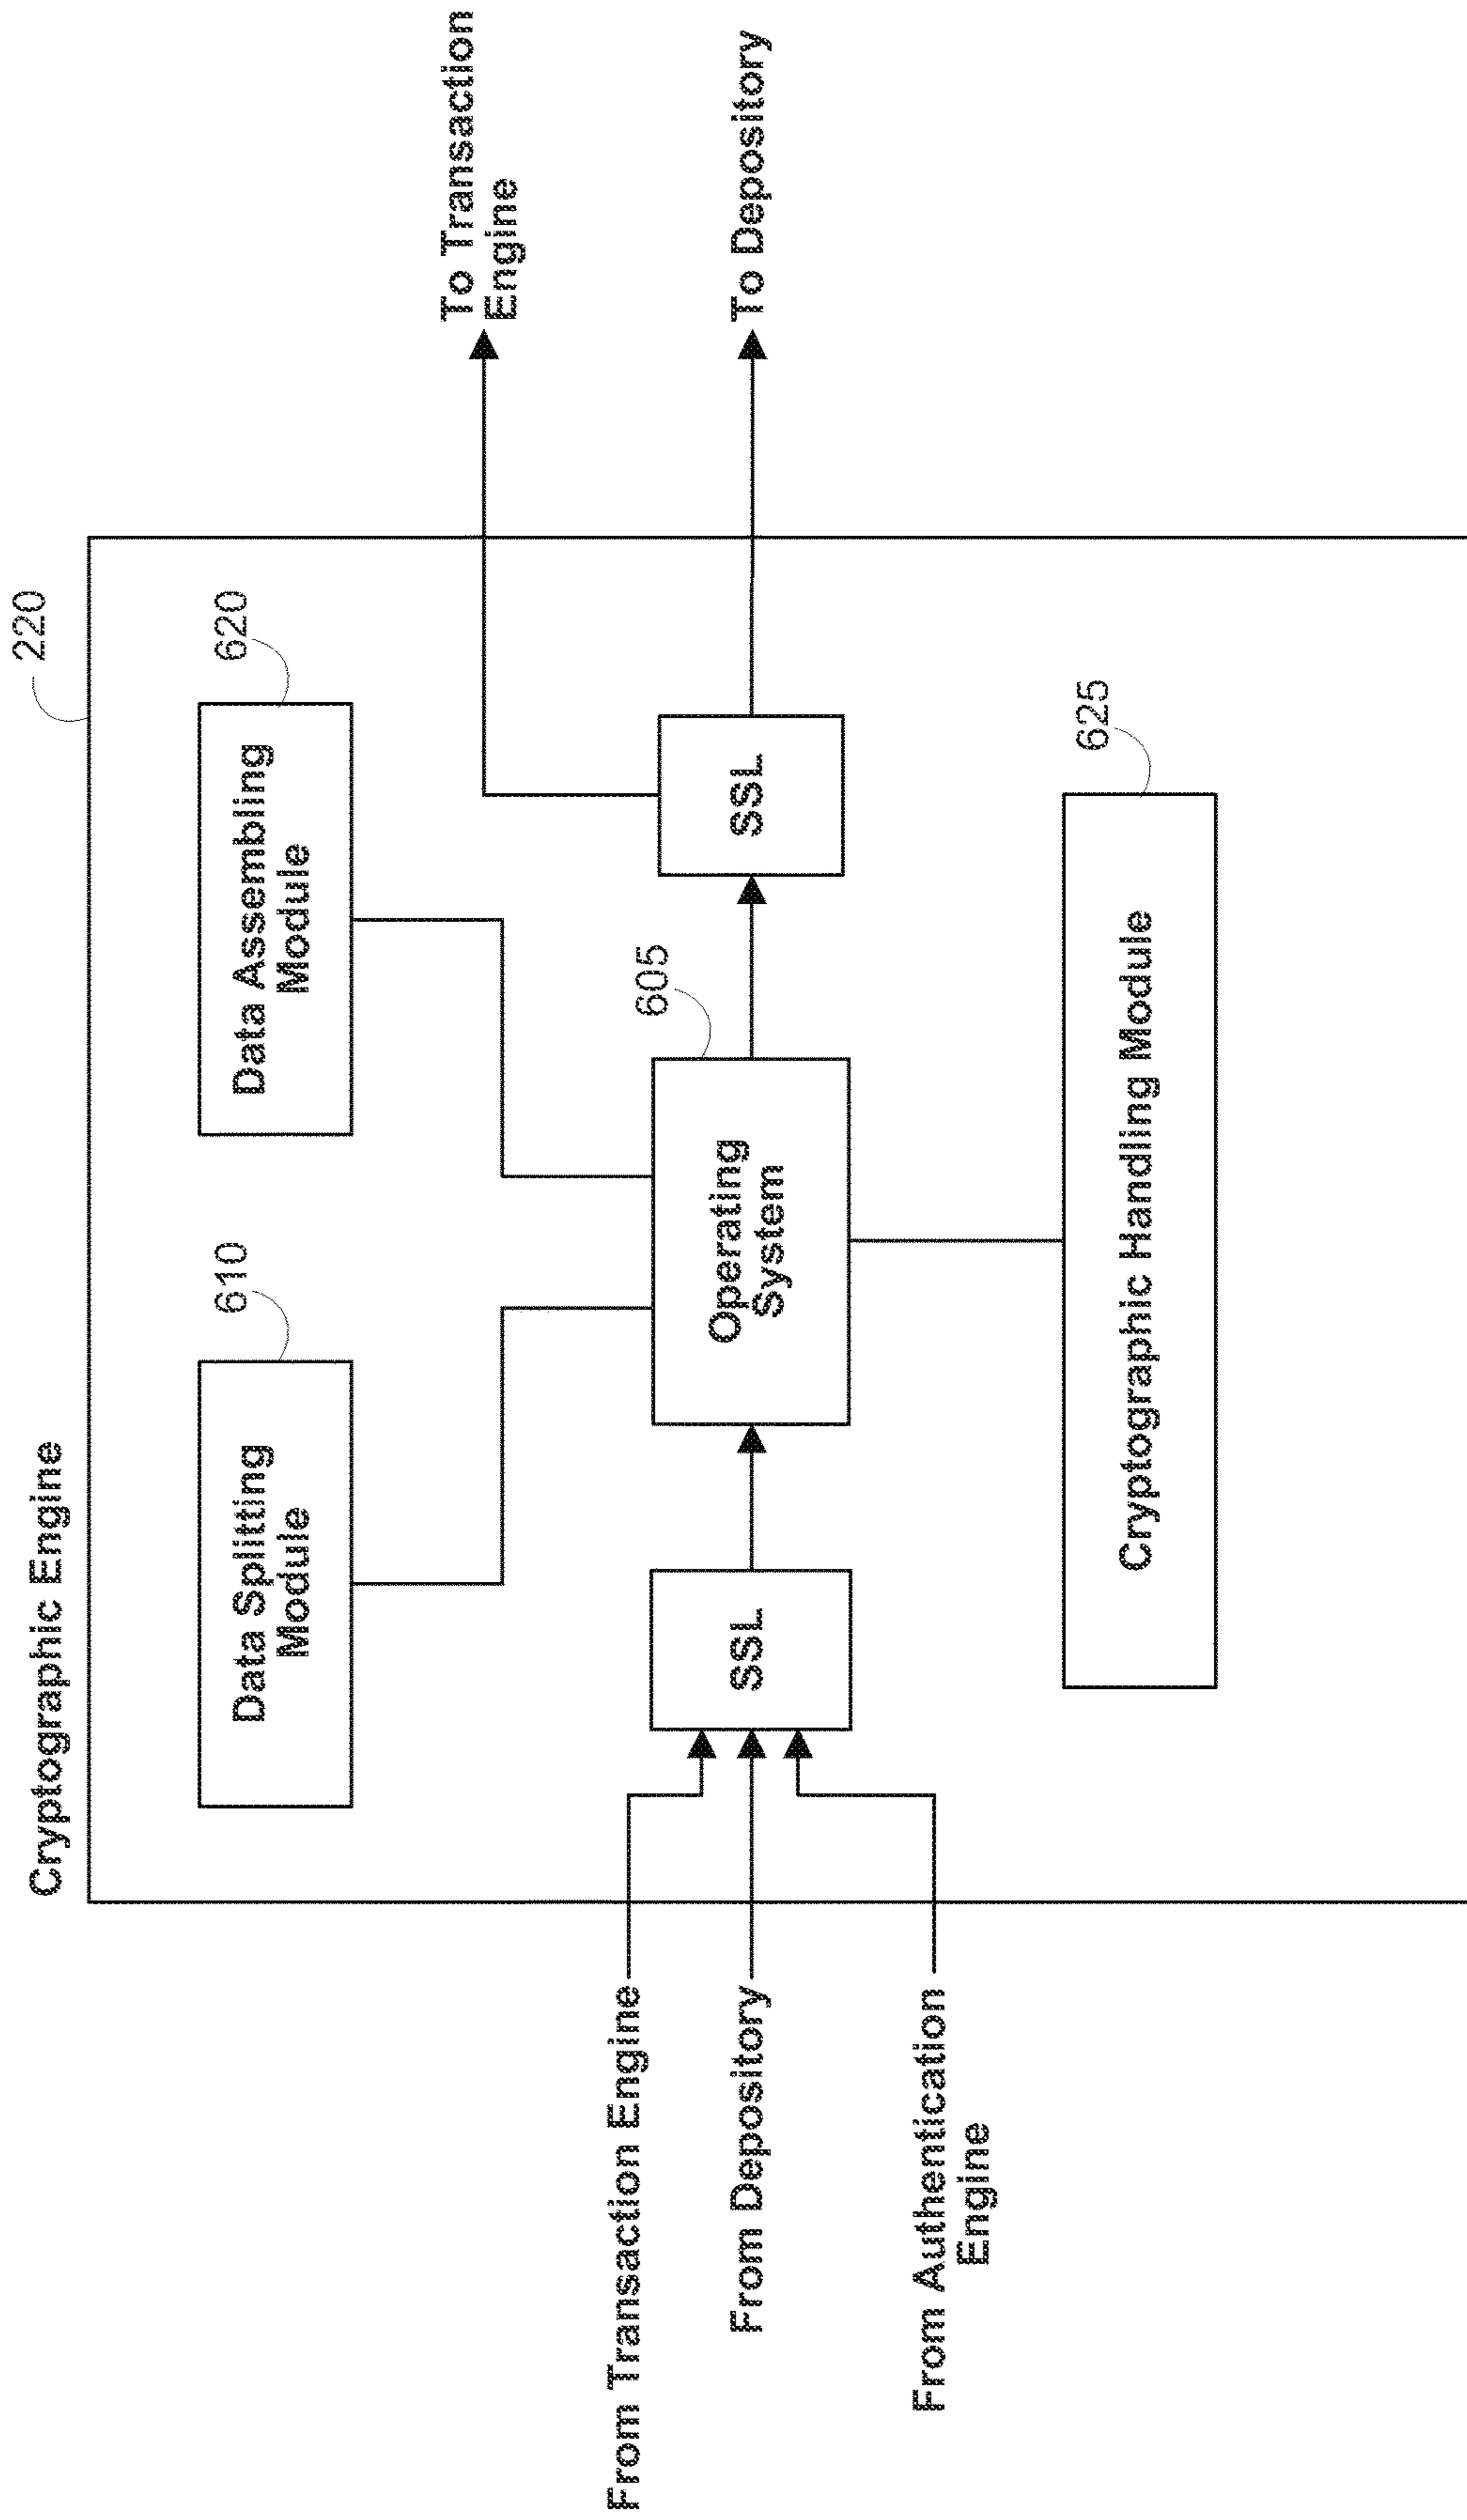 Cryptographic Engine
220
610
620
Data Splitting
Module
Data Assembling
Module
To Transaction
Engine
From Transaction Engine
605
From Depository
SSL
Operating
System
SSL
To Depository
From Authentication
Engine
625
Cryptographic Handling Module